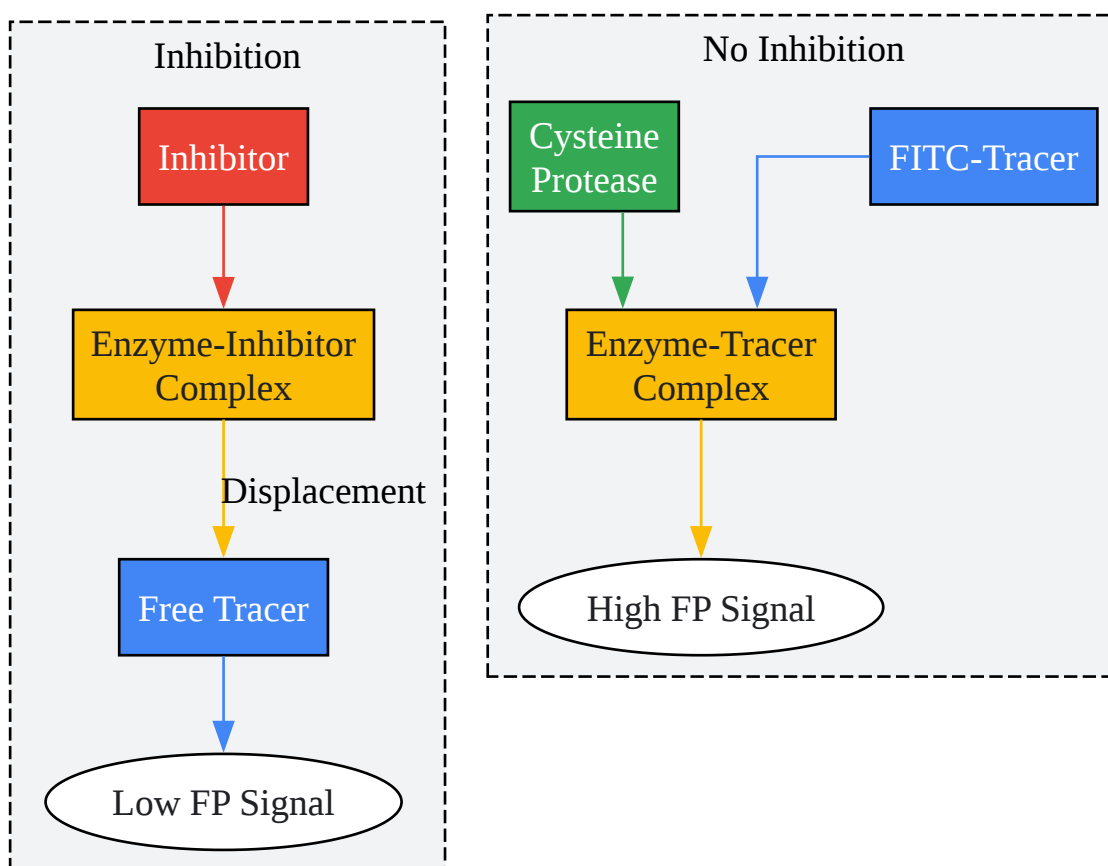 Inhibition
Inhibitor
Enzyme-Inhibitor
Complex
Displacement
Free Tracer
Low FP Signal
No Inhibition
Cysteine
Protease
FITC-Tracer
Enzyme-Tracer
Complex
High FP Signal